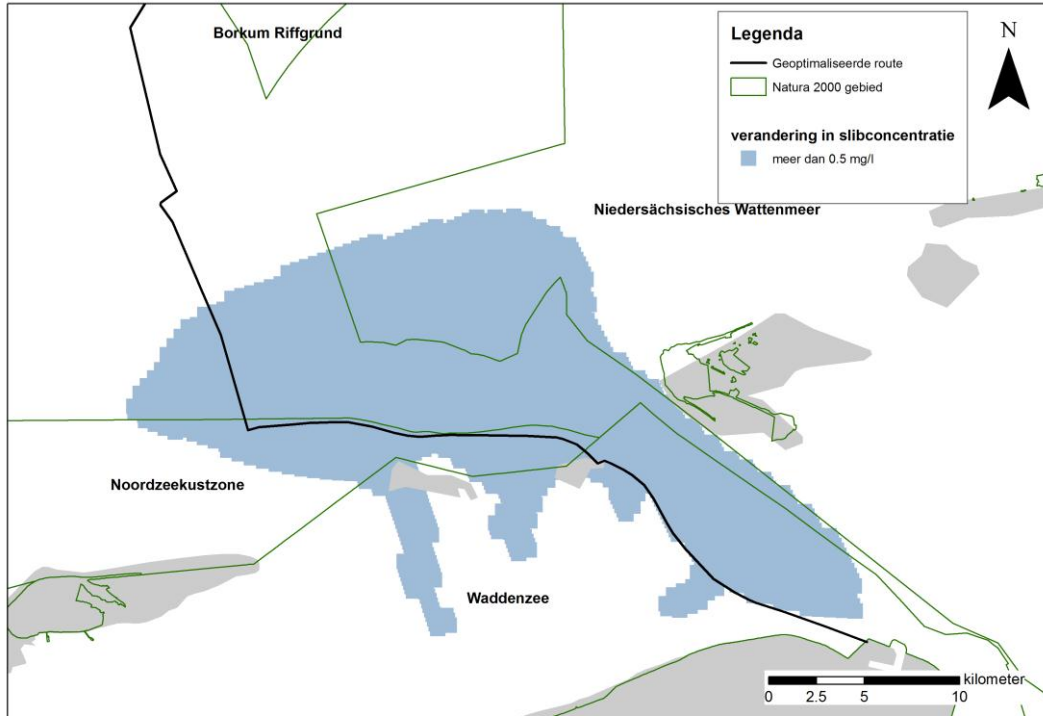 Borkum Riffgrund
Legenda
Geoptimaliseerde route
Natura 2000 gebied
verandering in slibconcentratie
meer dan 0.5 mg/l
N
Niedersächsisches Wattenmeer
Noordzeekustzone
Waddenzee
kilometer
0 2.5 5 10